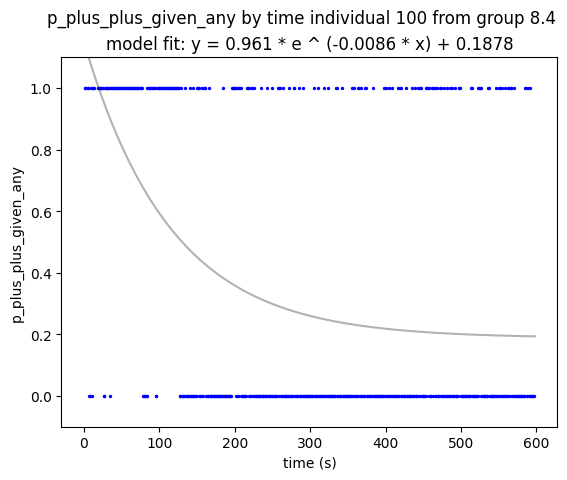 p_plus_plus_given_any by time individual 100 from group 8.4
model fit: y = 0.961 * e ^ (-0.0086 * x) + 0.1878
1.0
0.8
0.6
0.4
0.2
0.0
p_plus_plus_given_any
0 100 200 300 400 500 600
time (s)